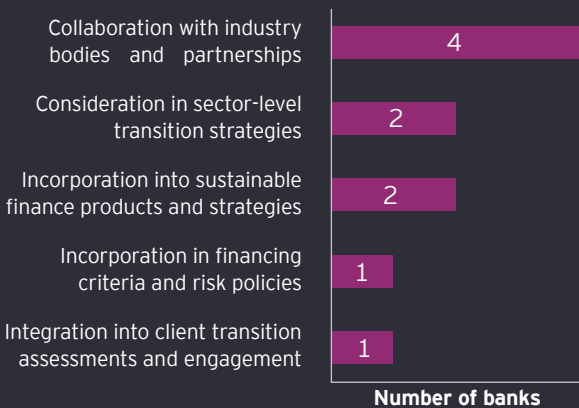 Collaboration with industry
bodies and partnerships
4
Consideration in sector-level
transition strategies
2
Incorporation into sustainable
finance products and strategies
2
Incorporation in financing
criteria and risk policies
1
Integration into client transition
assessments and engagement
1
Number of banks